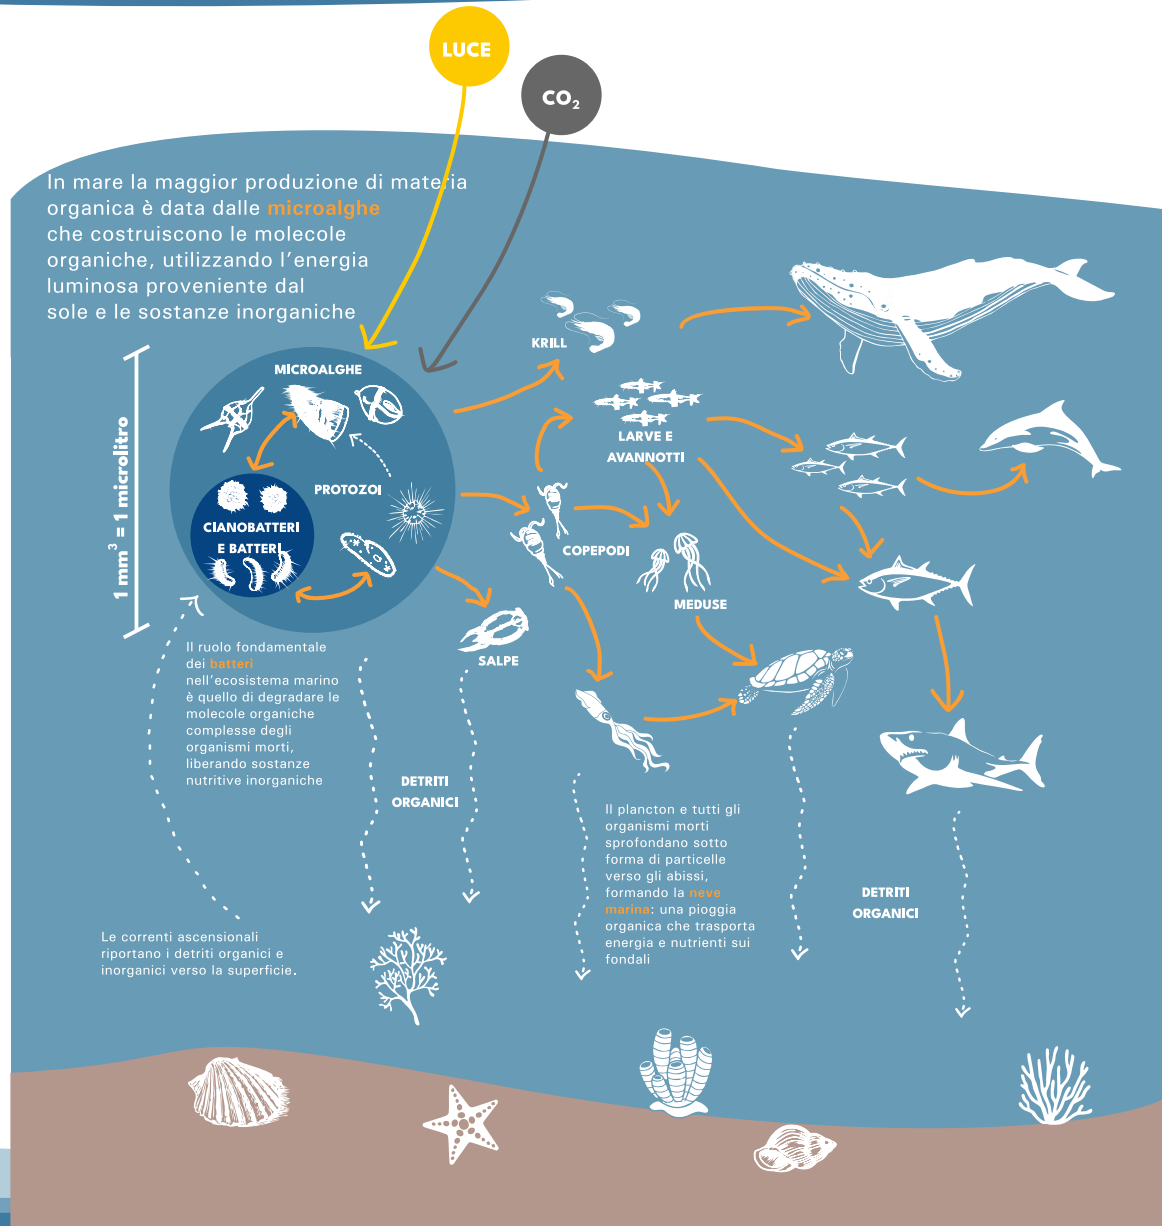 LUCE
CO₂
In mare la maggior produzione di materia
organica è data dalle microalghe
che costruiscono le molecole
organiche, utilizzando l'energia
luminosa proveniente dal
sole e le sostanze inorganiche
1 mm³ = 1 microlitro
MICROALGHE
PROTOZOI
CIANOBATTERI
E BATTERI
KRILL
LARVE E
AVANNOTTI
COPEPODI
MEDUSE
SALPE
Il ruolo fondamentale
dei batteri
nell'ecosistema marino
è quello di degradare le
molecole organiche
complesse degli
organismi morti,
liberando sostanze
nutritive inorganiche
DETRITI
ORGANICI
Il plancton e tutti gli
organismi morti
sprofondano sotto
forma di particelle
verso gli abissi,
formando la neve
marina: una pioggia
organica che trasporta
energia e nutrienti sui
fondali
DETRITI
ORGANICI
Le correnti ascensionali
riportano i detriti organici e
inorganici verso la superficie.